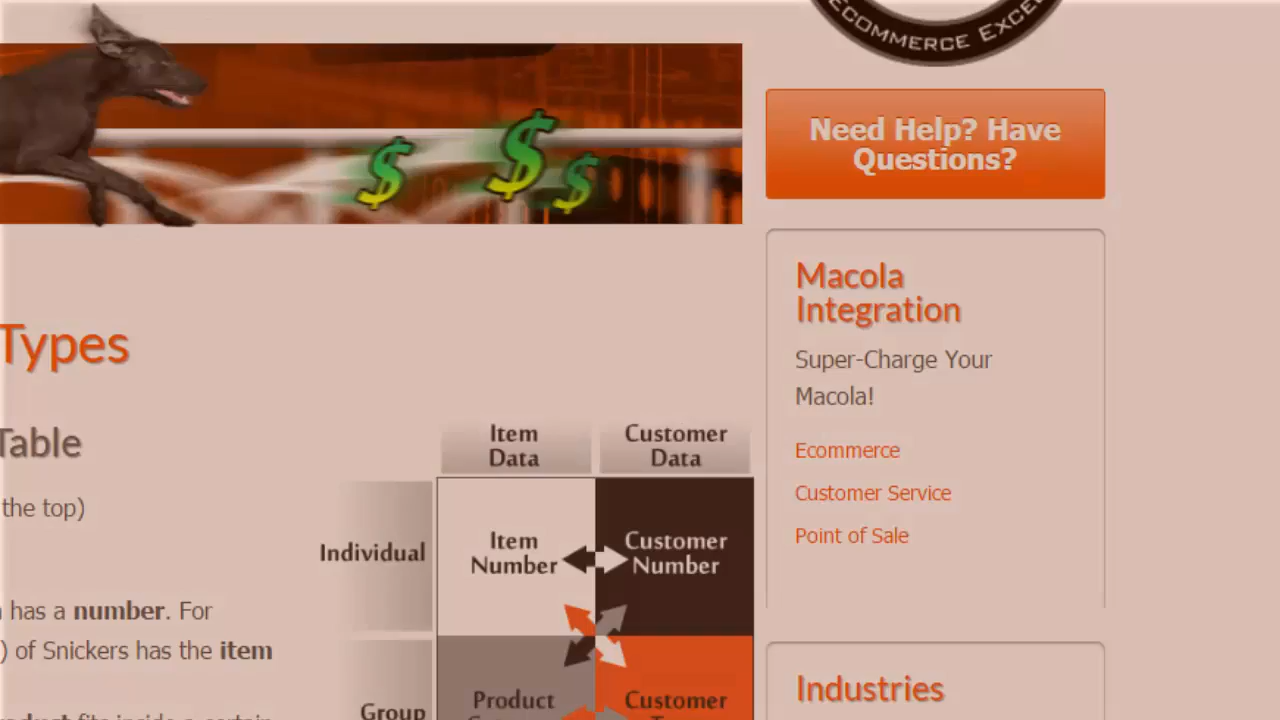 ECOMMERCE
Need Help? Have
Questions?
Macola
Integration
Super-Charge Your
Macola!
Ecommerce
Customer Service
Point of Sale
Industries
Types
Table
the top)
has a number. For
) of Snickers has the item
Item
Data
Customer
Data
Individual
Item
Number
Customer
Number
Group
Product
Customer